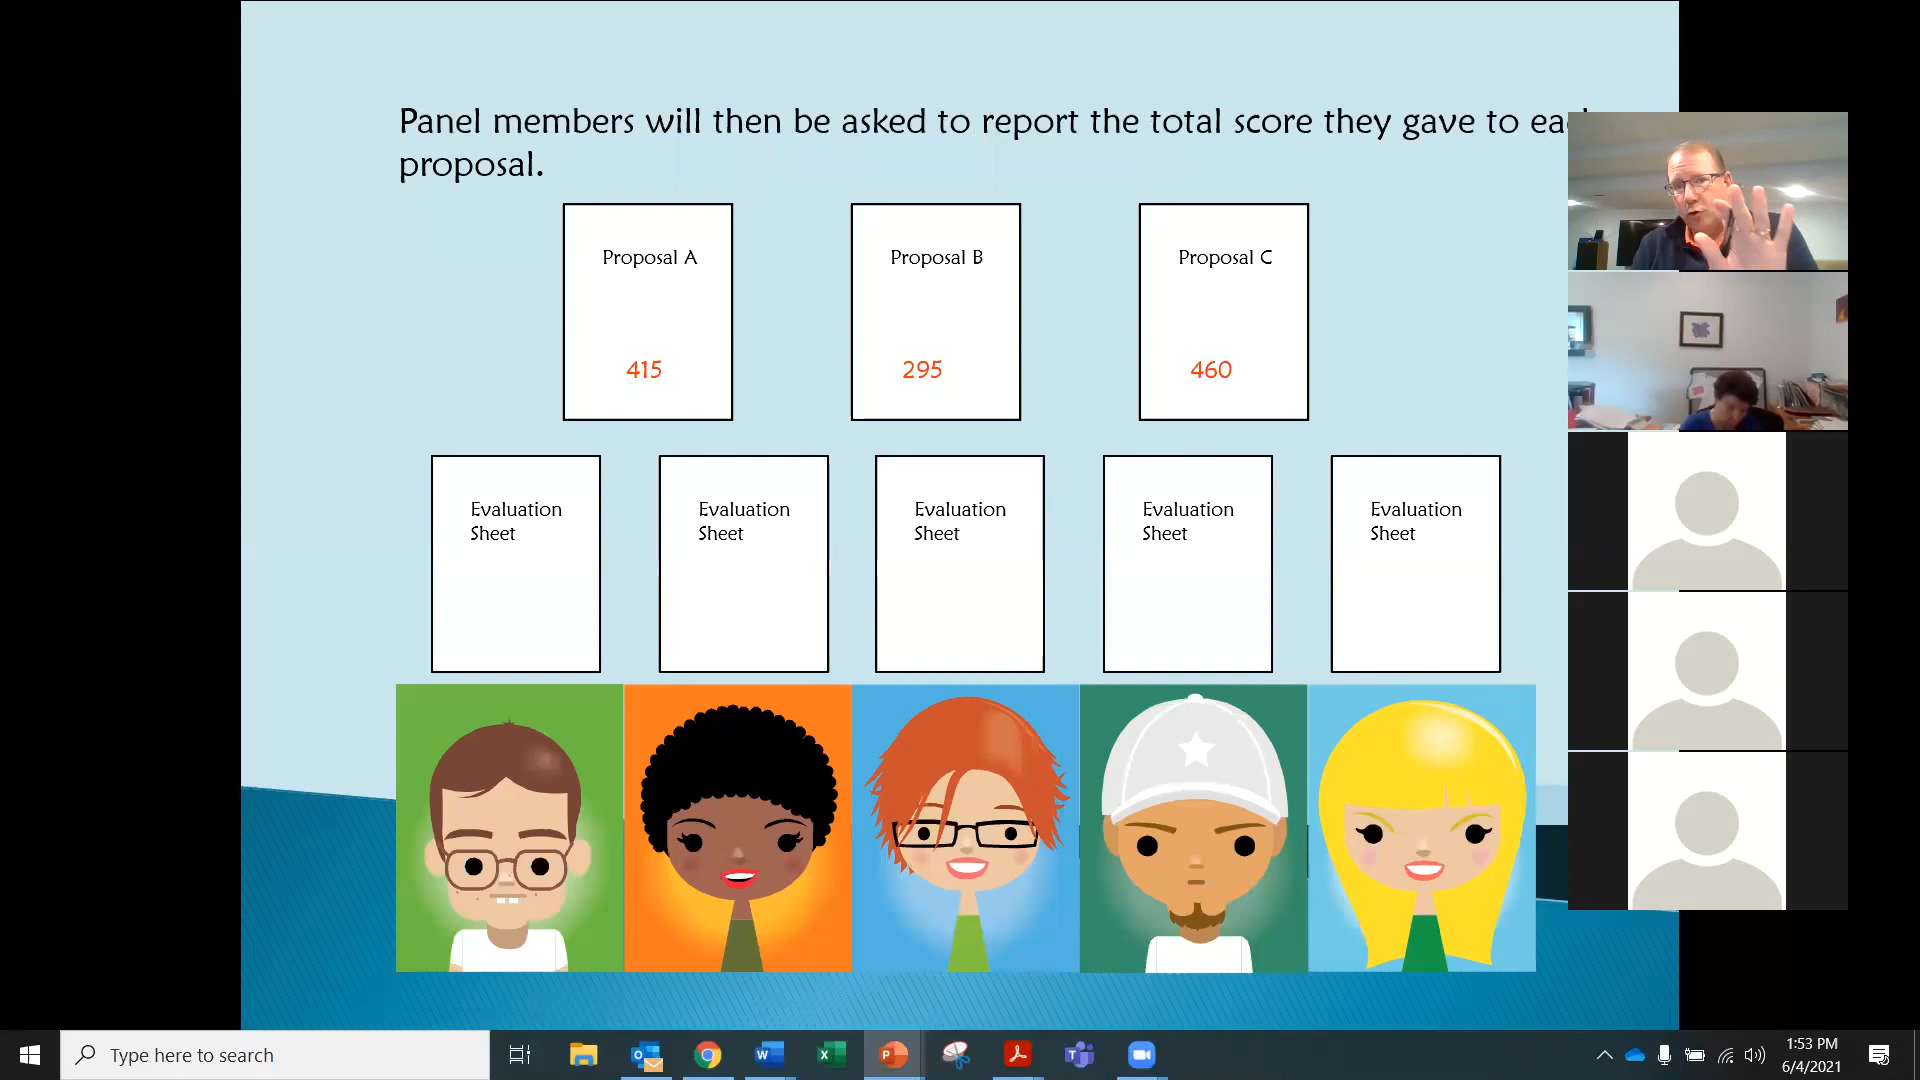 Panel members will then be asked to report the total score they gave to
proposal.
Proposal A
Proposal B
Proposal C
415
295
460
Evaluation
Sheet
Evaluation
Sheet
Evaluation
Sheet
Evaluation
Sheet
Evaluation
Sheet
Type here to search
1:53 PM
6/4/2021